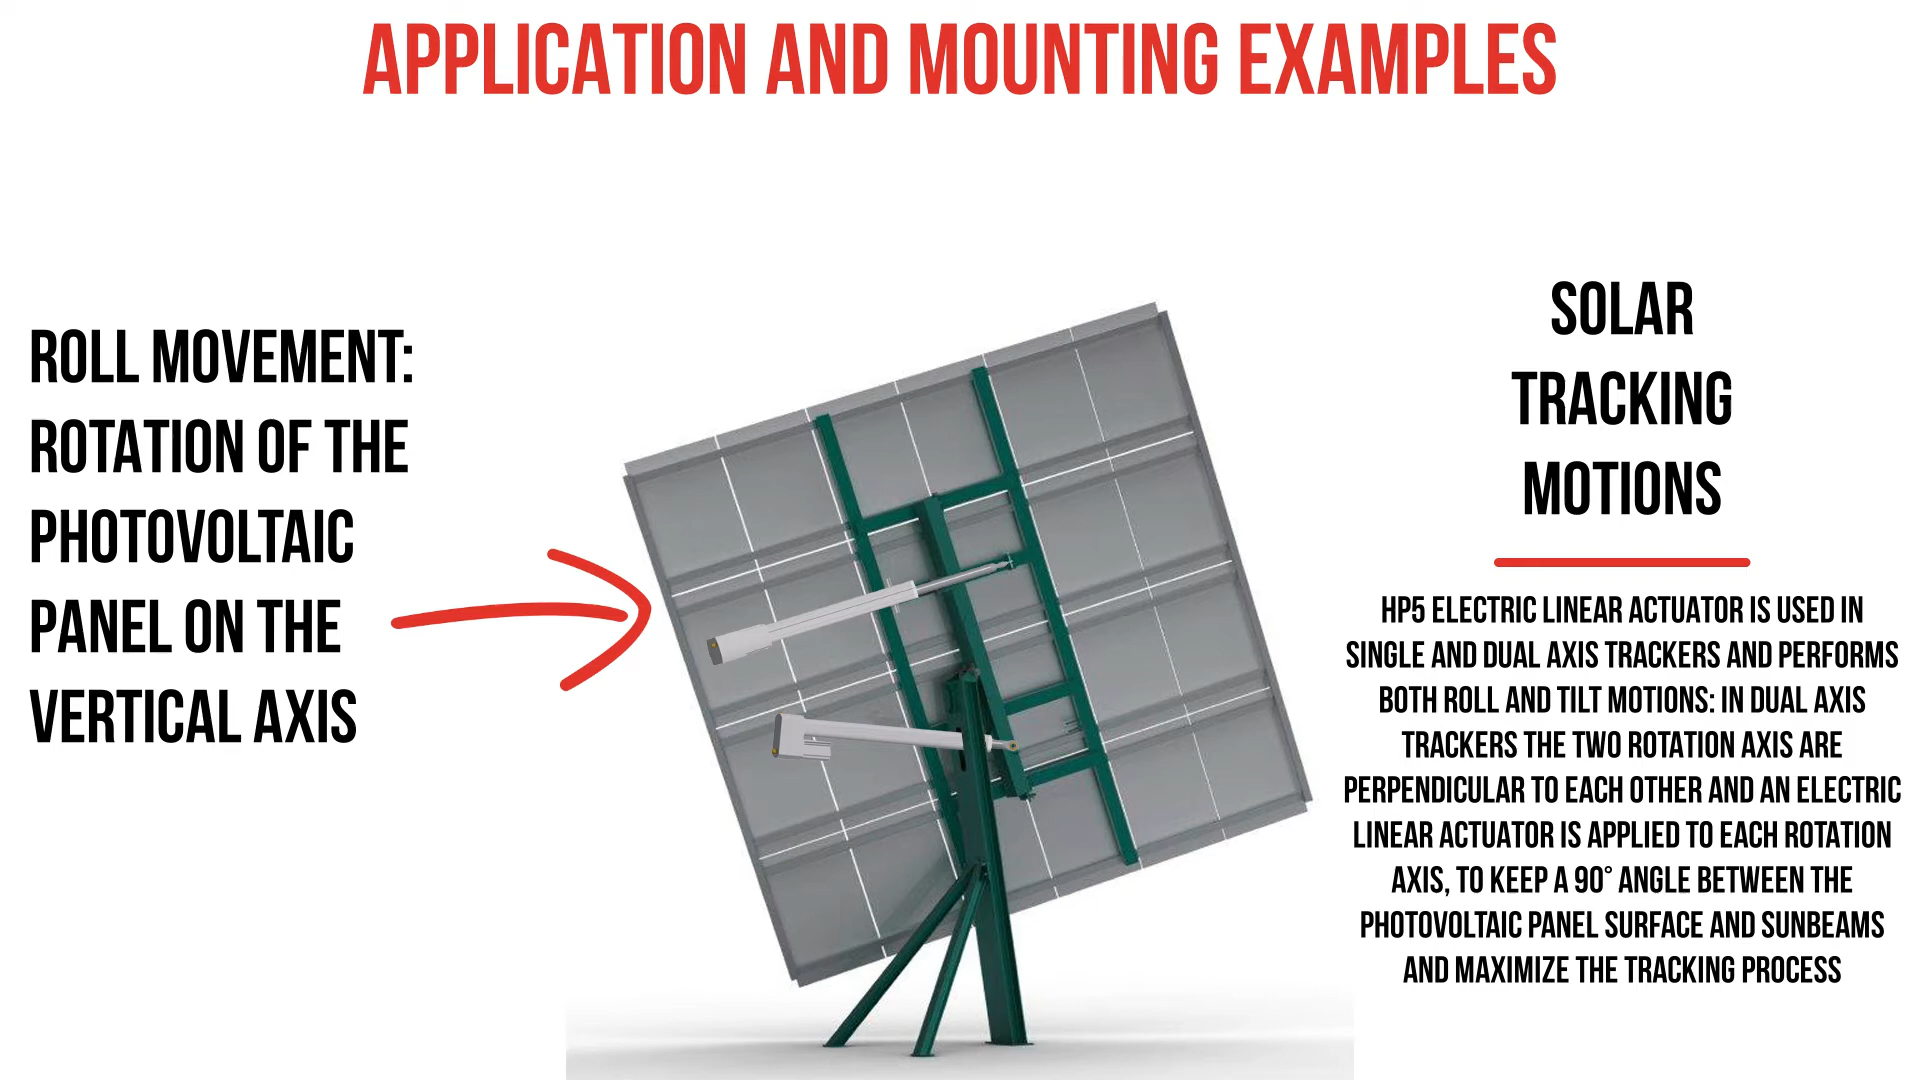 APPLICATION AND MOUNTING EXAMPLES
ROLL MOVEMENT:
ROTATION OF THE
PHOTOVOLTAIC
PANEL ON THE
VERTICAL AXIS
SOLAR
TRACKING
MOTIONS
HP5 ELECTRIC LINEAR ACTUATOR IS USED IN
SINGLE AND DUAL AXIS TRACKERS AND PERFORMS
BOTH ROLL AND TILT MOTIONS: IN DUAL AXIS
TRACKERS THE TWO ROTATION AXIS ARE
PERPENDICULAR TO EACH OTHER AND AN ELECTRIC
LINEAR ACTUATOR IS APPLIED TO EACH ROTATION
AXIS, TO KEEP A 90° ANGLE BETWEEN THE
PHOTOVOLTAIC PANEL SURFACE AND SUNBEAMS
AND MAXIMIZE THE TRACKING PROCESS